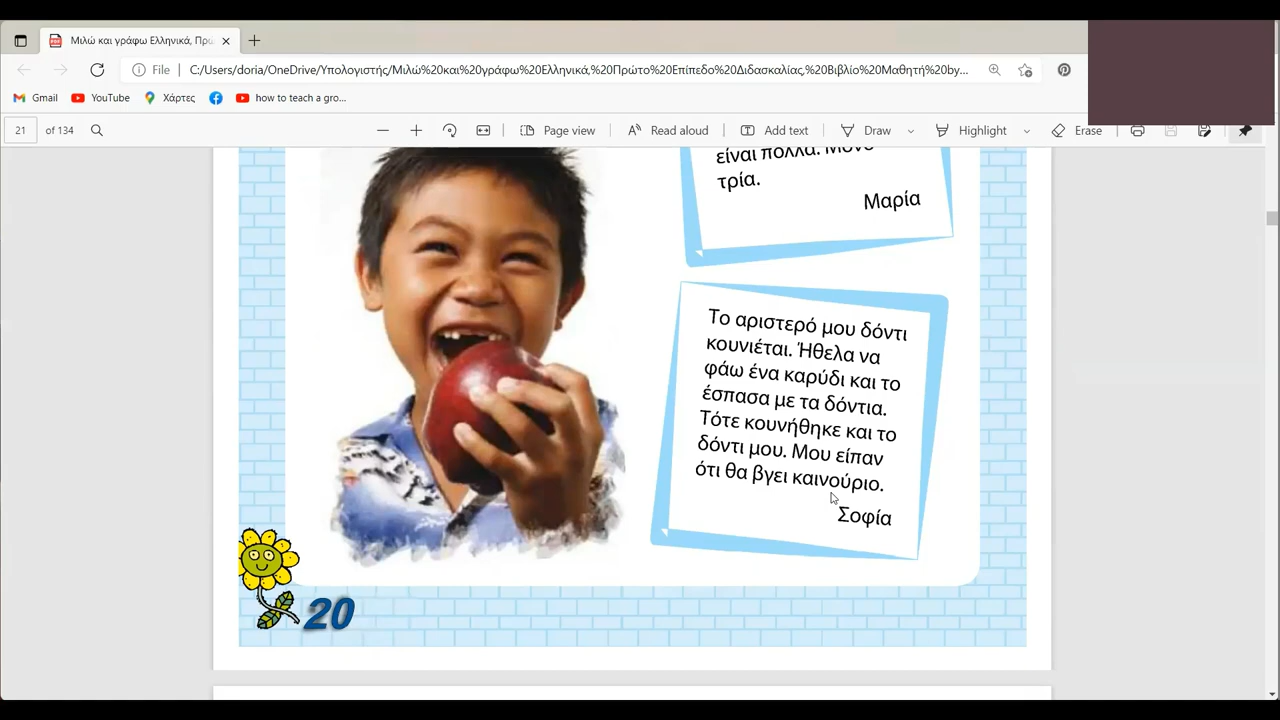 Μιλώ και γράφω Ελληνικά, Πρώ
File
C:/Users/doria/OneDrive/Υπολογιστής/Μιλώ%20και%20γράφω%20Ελληνικά,%20Πρώτο%20Επίπεδο%20Διδασκαλίας,%20Βιβλίο%20Μαθητή%20by...
Gmail YouTube Χάρτες how to teach a gro...
21 of 134 Page view Read aloud Add text Draw Highlight Erase
είναι πολλά. Μόνο
τρία.
Μαρία
Το αριστερό μου δόντι
κουνιέται. Ήθελα να
φάω ένα καρύδι και το
έσπασα με τα δόντια.
Τότε κουνήθηκε και το
δόντι μου. Μου είπαν
ότι θα βγει καινούριο.
Σοφία
20